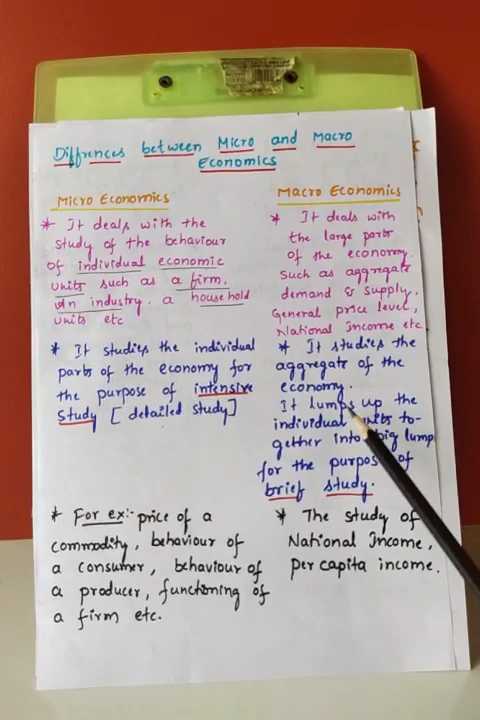 Diffrences between Micro and Macro
Economics
Micro Economics
* It deals with the
study of the behaviour
of individual economic
units such as a firm,
An industry. a household
units etc
* It studies the individual
parts of the economy for
the purpose of intensive
study [detailed study]
* For ex:- price of a
commodity, behaviour of
a consumer, behaviour of
a producer, functioning of
a firm etc.
Macro Economics
* It deals with
the large parts
of the economy.
Such as aggregate
demand & supply,
General price level,
National Income etc
* It studies the
aggregate of the
economy.
It lumps up the
individual units to-
gether into big lump
for the purpose of
brief study.
* The study of
National Income,
per capita income.